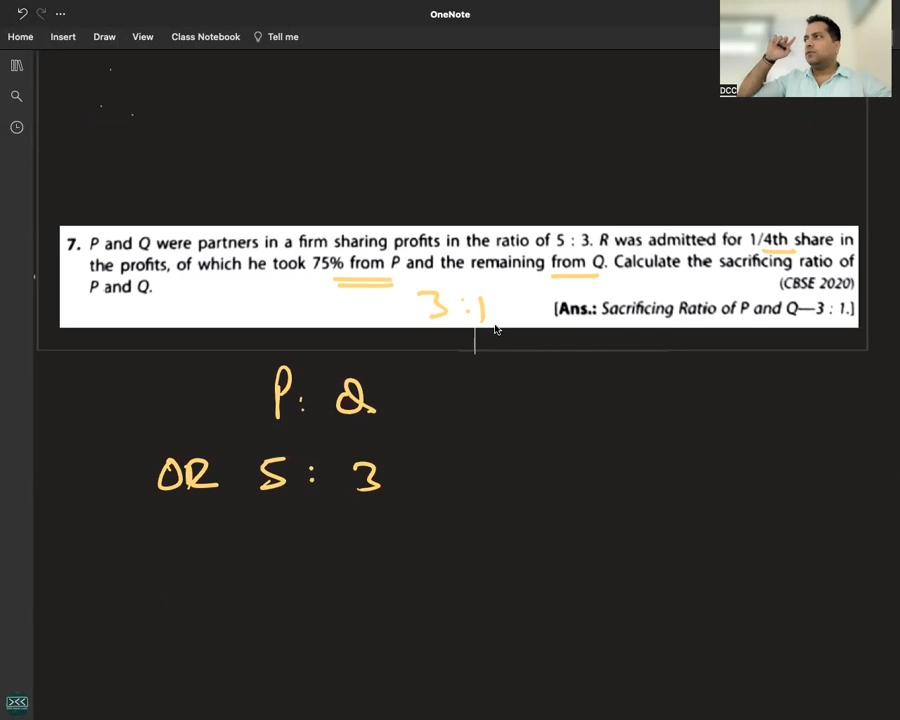 OneNote
Home Insert Draw View Class Notebook Tell me
DCC
7. P and Q were partners in a firm sharing profits in the ratio of 5 : 3. R was admitted for 1/4th share in
the profits, of which he took 75% from P and the remaining from Q. Calculate the sacrificing ratio of
P and Q. (CBSE 2020)
3 : 1 [Ans.: Sacrificing Ratio of P and Q—3 : 1.]
P : Q
OR 5 : 3